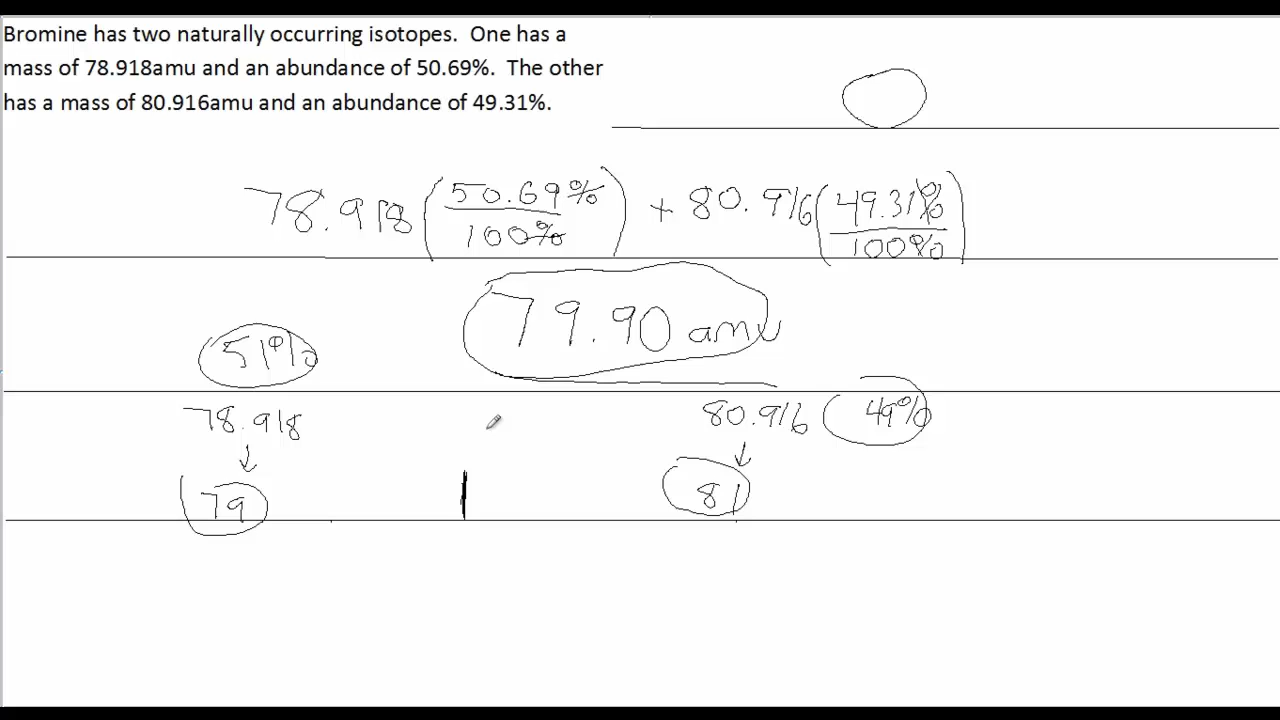 Bromine has two naturally occurring isotopes. One has a
mass of 78.918amu and an abundance of 50.69%. The other
has a mass of 80.916amu and an abundance of 49.31%.
78.918 (50.69%/100%) + 80.916 (49.31%/100%)
79.90 amu
51%
78.918 80.916 49%
↓ ↓
79 81